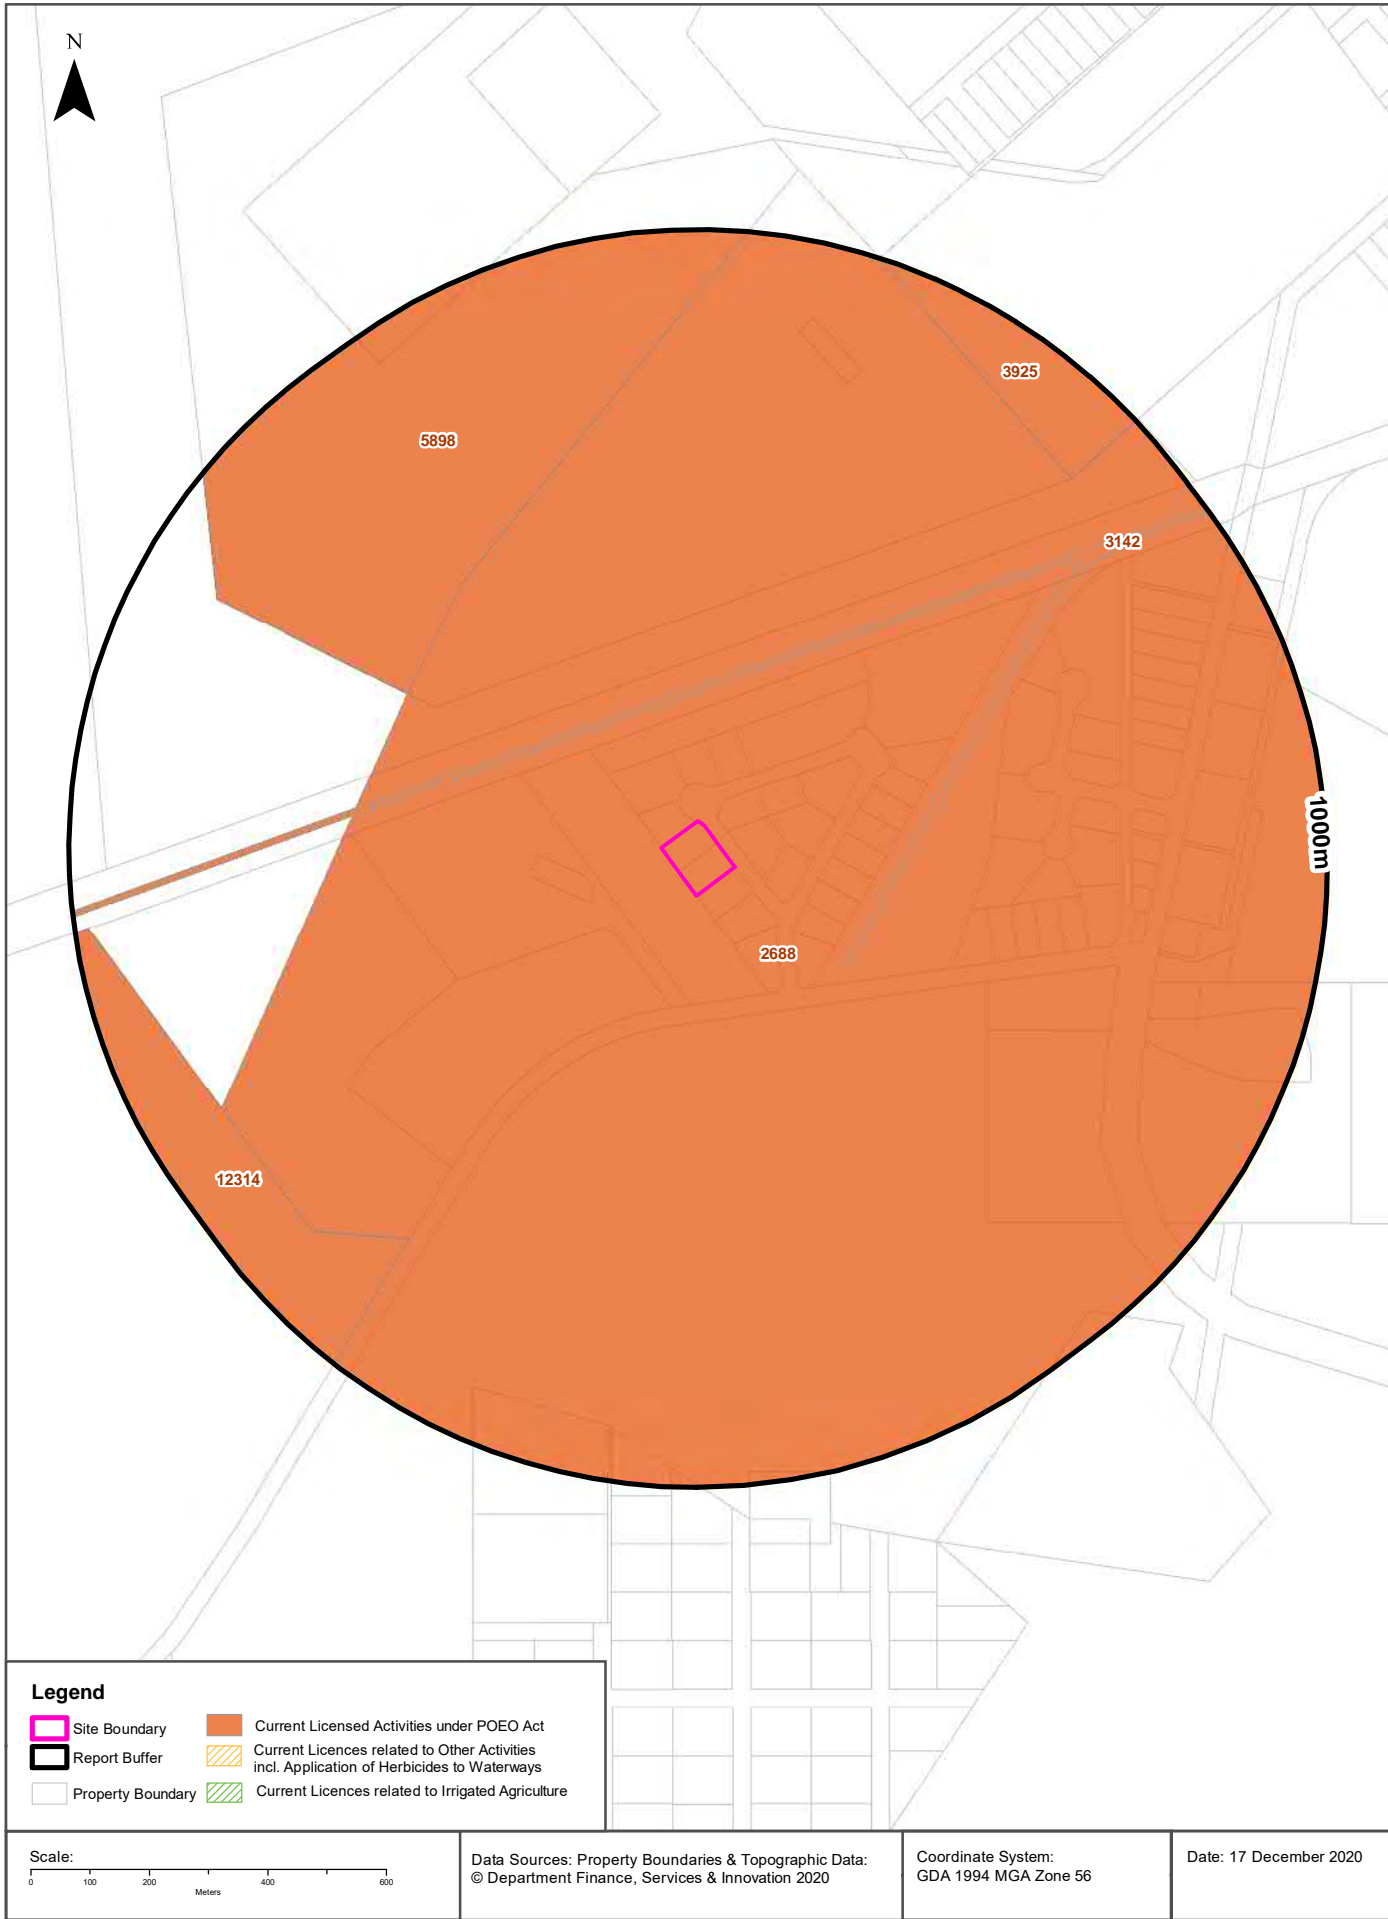 N
3925
5898
3142
1000m
2688
12314
Legend
Site Boundary
Report Buffer
Property Boundary
Current Licensed Activities under POEO Act
Current Licences related to Other Activities
incl. Application of Herbicides to Waterways
Current Licences related to Irrigated Agriculture
Scale:
0 100 200 400 600
Meters
Data Sources: Property Boundaries & Topographic Data:
© Department Finance, Services & Innovation 2020
Coordinate System:
GDA 1994 MGA Zone 56
Date: 17 December 2020